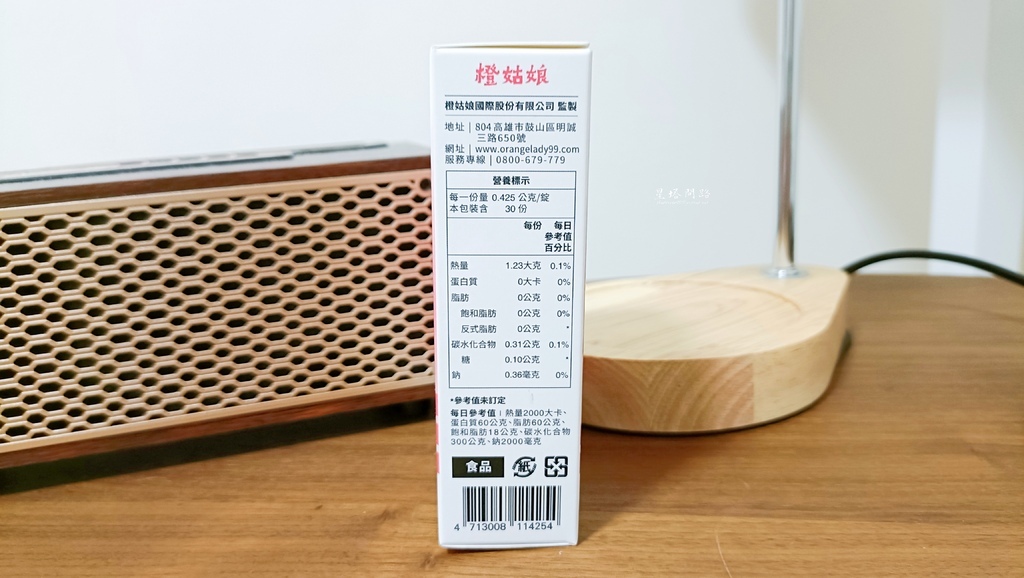 橙姑娘
橙姑娘國際股份有限公司 監製
地址｜804高雄市鼓山區明誠
三路650號
網址｜www.orangelady99.com
服務專線｜0800-679-779
營養標示
每一份量 0.425 公克/錠
本包裝含 30 份
每份 每日
參考值
百分比
熱量 1.23大克 0.1%
蛋白質 0大卡 0%
脂肪 0公克 0%
飽和脂肪 0公克 0%
反式脂肪 0公克 *
碳水化合物 0.31公克 0.1%
糖 0.10公克 *
鈉 0.36毫克 0%
*參考值未訂定
每日參考值｜熱量2000大卡、
蛋白質60公克、脂肪60公克、
飽和脂肪18公克、碳水化合物
300公克、鈉2000毫克
食品 紙
4 713008 114254